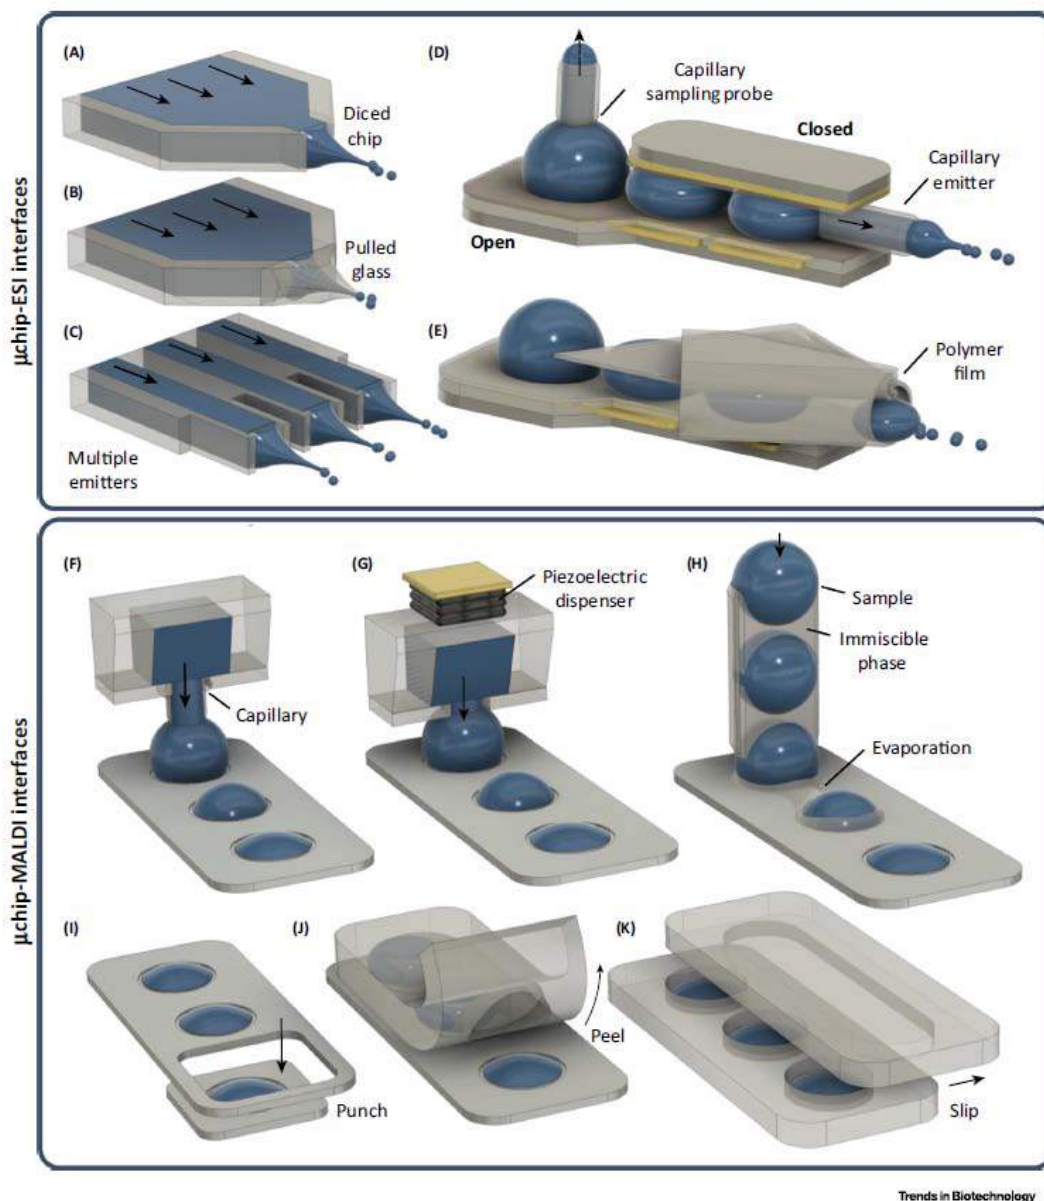 µchip-ESI interfaces
(A)
Diced
chip
(B)
Pulled
glass
(C)
Multiple
emitters
(D)
Capillary
sampling probe
Closed
Capillary
emitter
Open
(E)
Polymer
film
µchip-MALDI interfaces
(F)
Capillary
(G)
Piezoelectric
dispenser
(H)
Sample
Immiscible
phase
Evaporation
(I)
Punch
(J)
Peel
(K)
Slip
Trends in Biotechnology